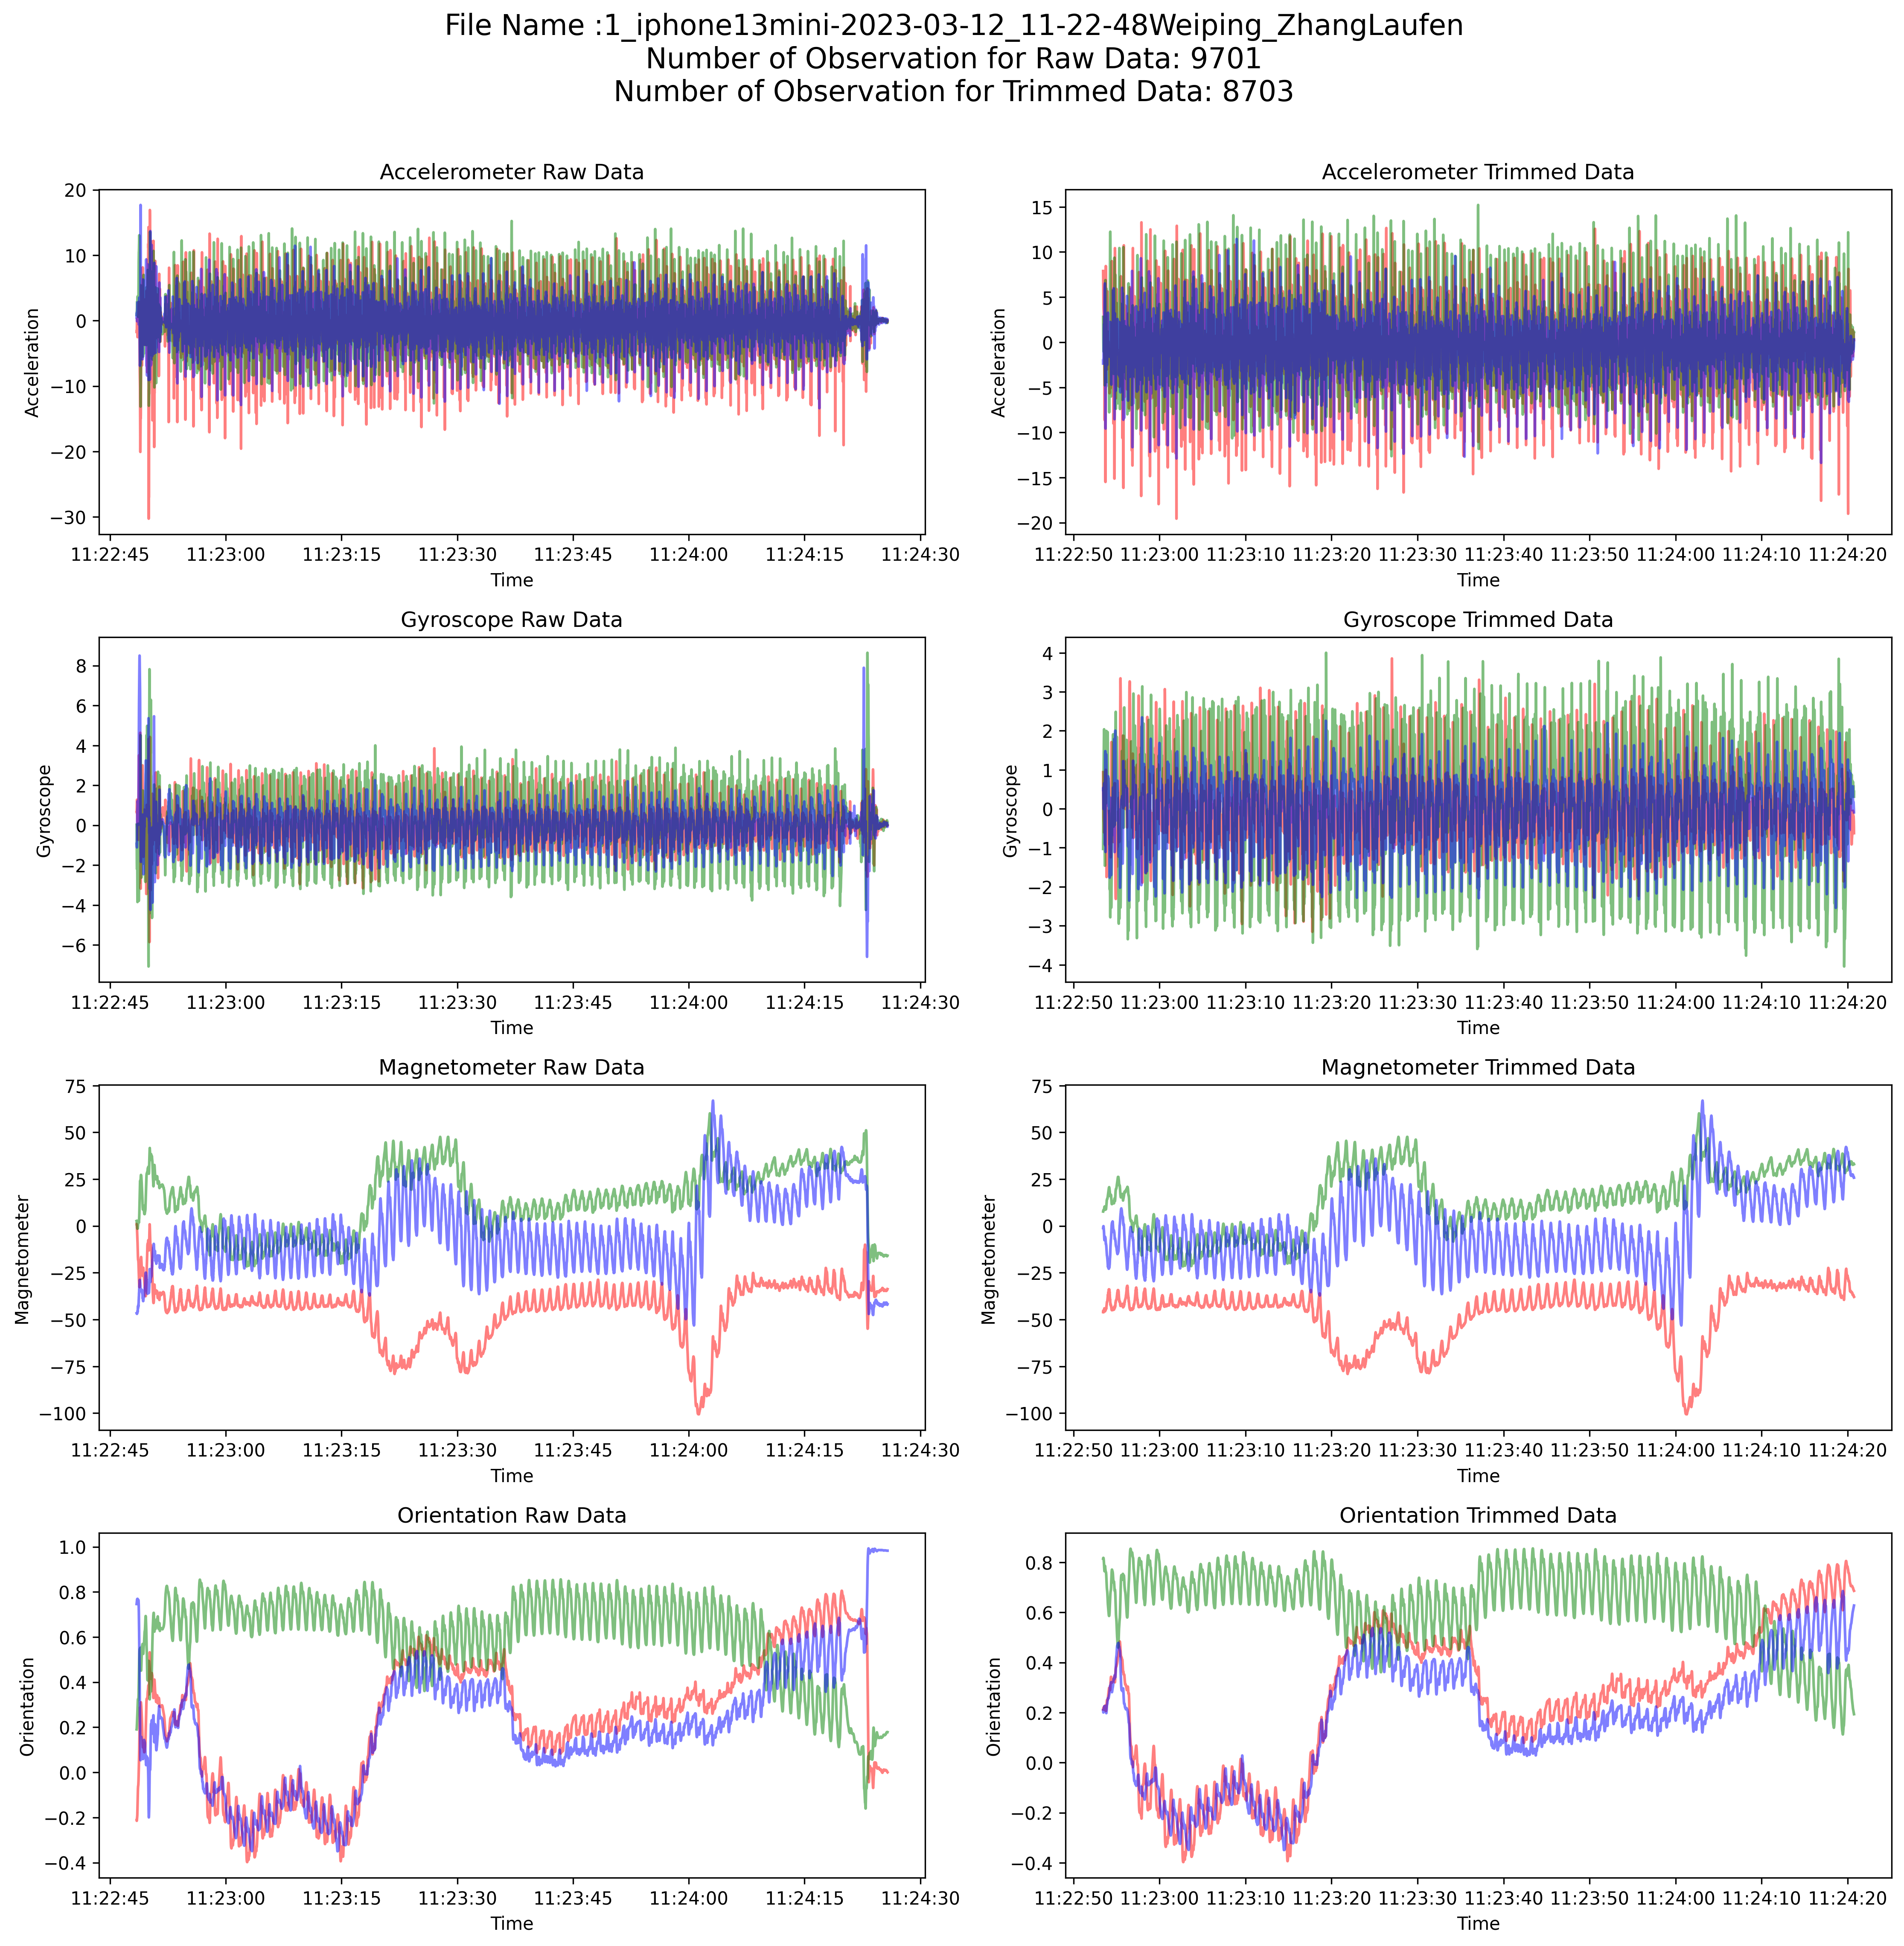 File Name :1_iphone13mini-2023-03-12_11-22-48Weiping_ZhangLaufen
Number of Observation for Raw Data: 9701
Number of Observation for Trimmed Data: 8703
Accelerometer Raw Data
Acceleration
20
10
0
−10
−20
−30
11:22:45 11:23:00 11:23:15 11:23:30 11:23:45 11:24:00 11:24:15 11:24:30
Time
Accelerometer Trimmed Data
Acceleration
15
10
5
0
−5
−10
−15
−20
11:22:50 11:23:00 11:23:10 11:23:20 11:23:30 11:23:40 11:23:50 11:24:00 11:24:10 11:24:20
Time
Gyroscope Raw Data
Gyroscope
8
6
4
2
0
−2
−4
−6
11:22:45 11:23:00 11:23:15 11:23:30 11:23:45 11:24:00 11:24:15 11:24:30
Time
Gyroscope Trimmed Data
Gyroscope
4
3
2
1
0
−1
−2
−3
−4
11:22:50 11:23:00 11:23:10 11:23:20 11:23:30 11:23:40 11:23:50 11:24:00 11:24:10 11:24:20
Time
Magnetometer Raw Data
Magnetometer
75
50
25
0
−25
−50
−75
−100
11:22:45 11:23:00 11:23:15 11:23:30 11:23:45 11:24:00 11:24:15 11:24:30
Time
Magnetometer Trimmed Data
Magnetometer
75
50
25
0
−25
−50
−75
−100
11:22:50 11:23:00 11:23:10 11:23:20 11:23:30 11:23:40 11:23:50 11:24:00 11:24:10 11:24:20
Time
Orientation Raw Data
Orientation
1.0
0.8
0.6
0.4
0.2
0.0
−0.2
−0.4
11:22:45 11:23:00 11:23:15 11:23:30 11:23:45 11:24:00 11:24:15 11:24:30
Time
Orientation Trimmed Data
Orientation
0.8
0.6
0.4
0.2
0.0
−0.2
−0.4
11:22:50 11:23:00 11:23:10 11:23:20 11:23:30 11:23:40 11:23:50 11:24:00 11:24:10 11:24:20
Time